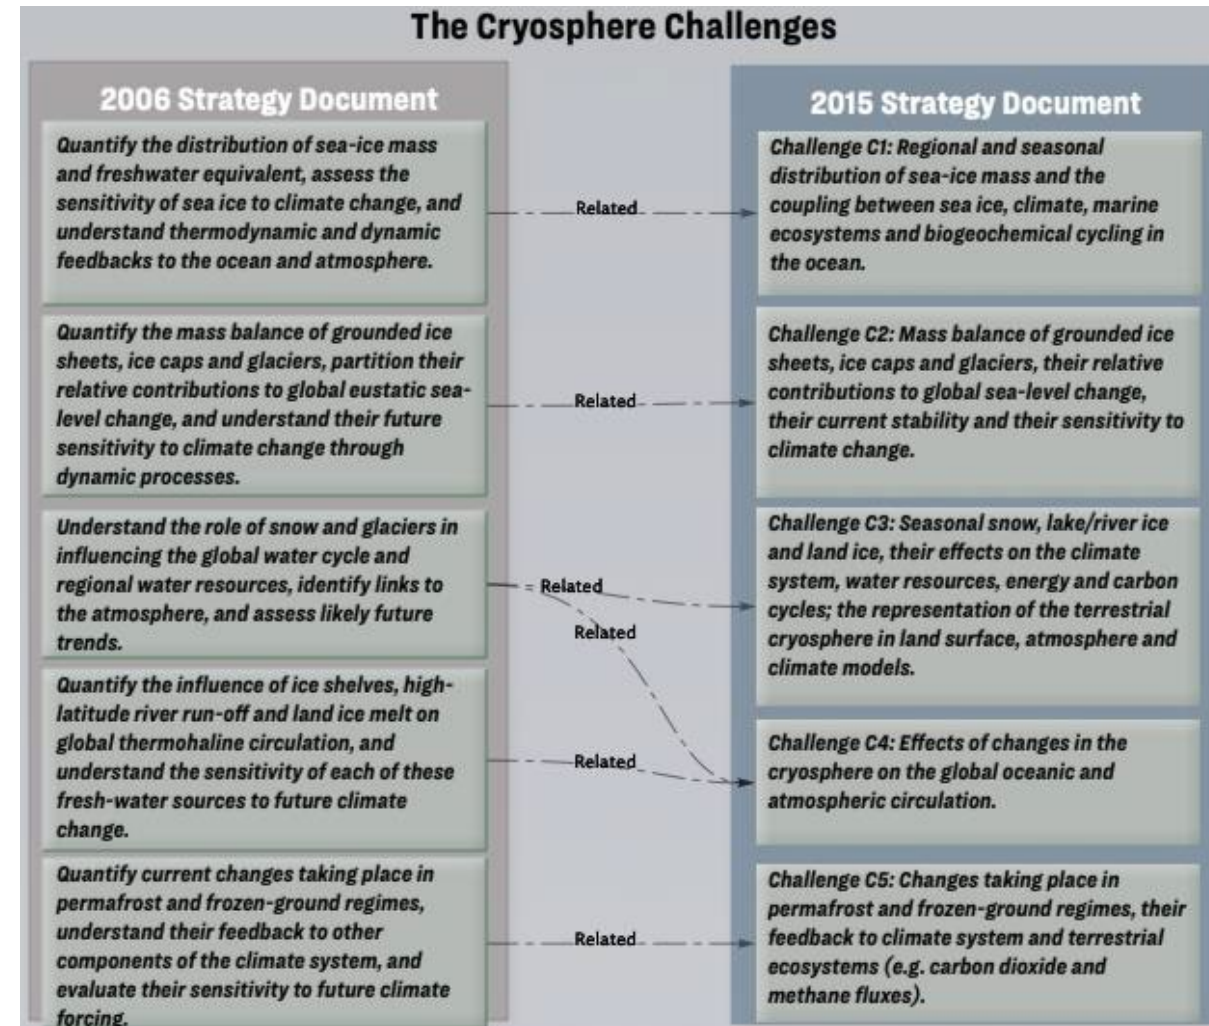 The Cryosphere Challenges
2006 Strategy Document
Quantify the distribution of sea-ice mass
and freshwater equivalent, assess the
sensitivity of sea ice to climate change, and
understand thermodynamic and dynamic
feedbacks to the ocean and atmosphere.
Quantify the mass balance of grounded ice
sheets, ice caps and glaciers, partition their
relative contributions to global eustatic sea-
level change, and understand their future
sensitivity to climate change through
dynamic processes.
Understand the role of snow and glaciers in
influencing the global water cycle and
regional water resources, identify links to
the atmosphere, and assess likely future
trends.
Quantify the influence of ice shelves, high-
latitude river run-off and land ice melt on
global thermohaline circulation, and
understand the sensitivity of each of these
fresh-water sources to future climate
change.
Quantify current changes taking place in
permafrost and frozen-ground regimes,
understand their feedback to other
components of the climate system, and
evaluate their sensitivity to future climate
forcing.
Related
Related
Related
Related
Related
Related
2015 Strategy Document
Challenge C1: Regional and seasonal
distribution of sea-ice mass and the
coupling between sea ice, climate, marine
ecosystems and biogeochemical cycling in
the ocean.
Challenge C2: Mass balance of grounded ice
sheets, ice caps and glaciers, their relative
contributions to global sea-level change,
their current stability and their sensitivity to
climate change.
Challenge C3: Seasonal snow, lake/river ice
and land ice, their effects on the climate
system, water resources, energy and carbon
cycles; the representation of the terrestrial
cryosphere in land surface, atmosphere and
climate models.
Challenge C4: Effects of changes in the
cryosphere on the global oceanic and
atmospheric circulation.
Challenge C5: Changes taking place in
permafrost and frozen-ground regimes, their
feedback to climate system and terrestrial
ecosystems (e.g. carbon dioxide and
methane fluxes).